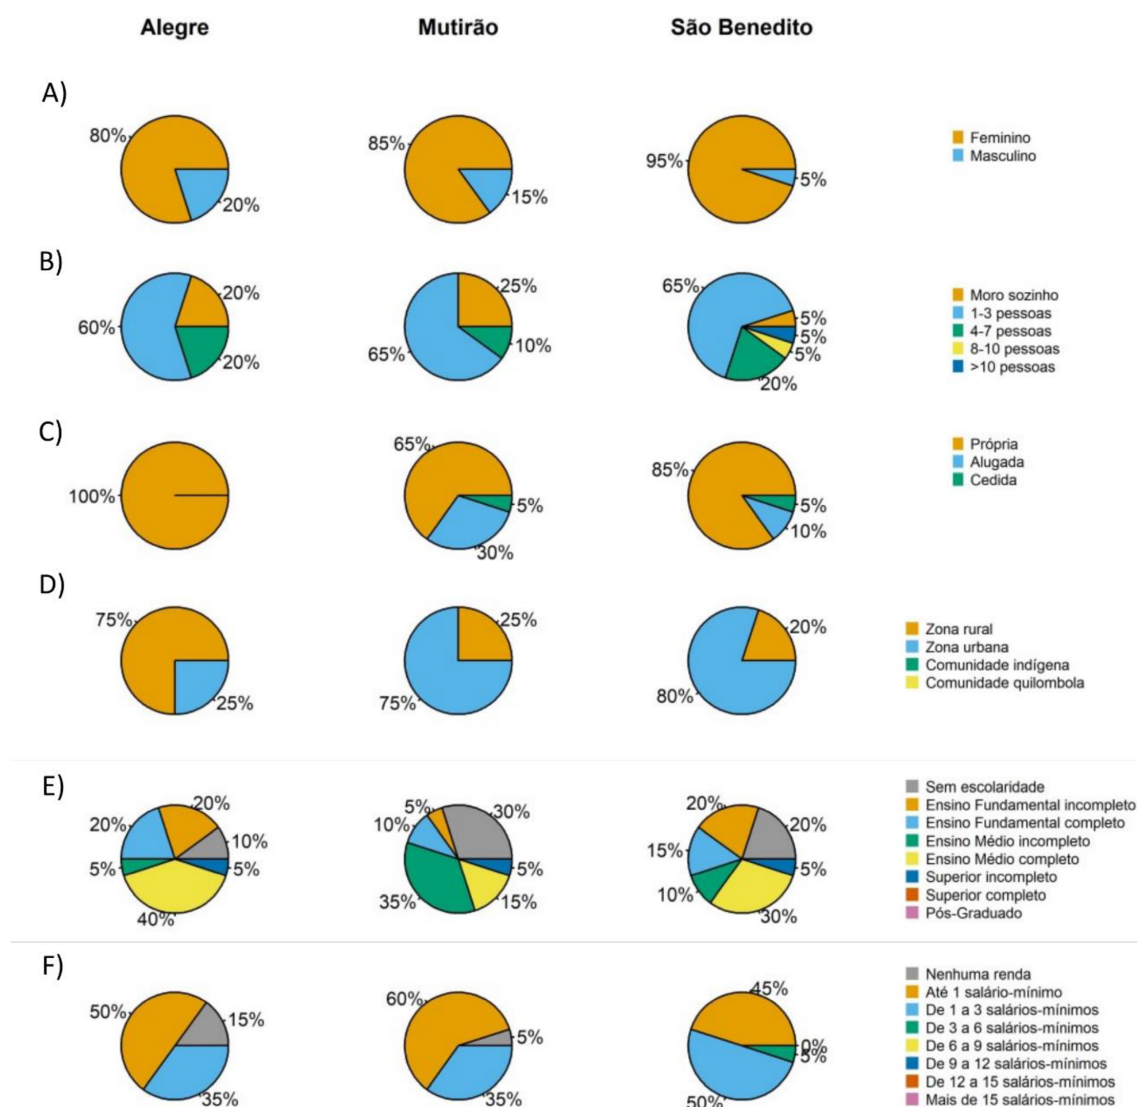 Alegre Mutirão São Benedito
A)
80% 20%
85% 15%
95% 5%
Feminino
Masculino
B)
20% 60% 20%
25% 65% 10%
65% 5% 5% 5% 20%
Moro sozinho
1-3 pessoas
4-7 pessoas
8-10 pessoas
>10 pessoas
C)
100%
65% 5% 30%
85% 5% 10%
Própria
Alugada
Cedida
D)
75% 25%
25% 75%
20% 80%
Zona rural
Zona urbana
Comunidade indígena
Comunidade quilombola
E)
20% 20% 10% 5% 5% 40%
5% 30% 10% 5% 35% 15%
20% 20% 15% 5% 10% 30%
Sem escolaridade
Ensino Fundamental incompleto
Ensino Fundamental completo
Ensino Médio incompleto
Ensino Médio completo
Superior incompleto
Superior completo
Pós-Graduado
F)
50% 15% 35%
60% 5% 35%
45% 0% 5% 50%
Nenhuma renda
Até 1 salário-mínimo
De 1 a 3 salários-mínimos
De 3 a 6 salários-mínimos
De 6 a 9 salários-mínimos
De 9 a 12 salários-mínimos
De 12 a 15 salários-mínimos
Mais de 15 salários-mínimos